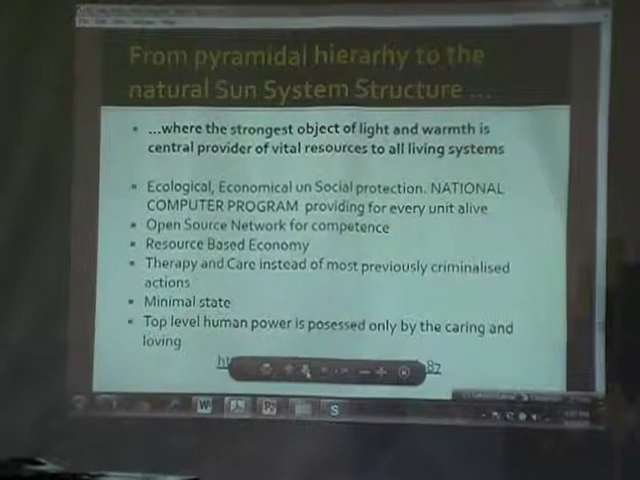 From pyramidal hierarhy to the
natural Sun System Structure ...
...where the strongest object of light and warmth is
central provider of vital resources to all living systems
Ecological, Economical un Social protection. NATIONAL
COMPUTER PROGRAM providing for every unit alive
Open Source Network for competence
Resource Based Economy
Therapy and Care instead of most previously criminalised
actions
Minimal state
Top level human power is posessed only by the caring and
loving